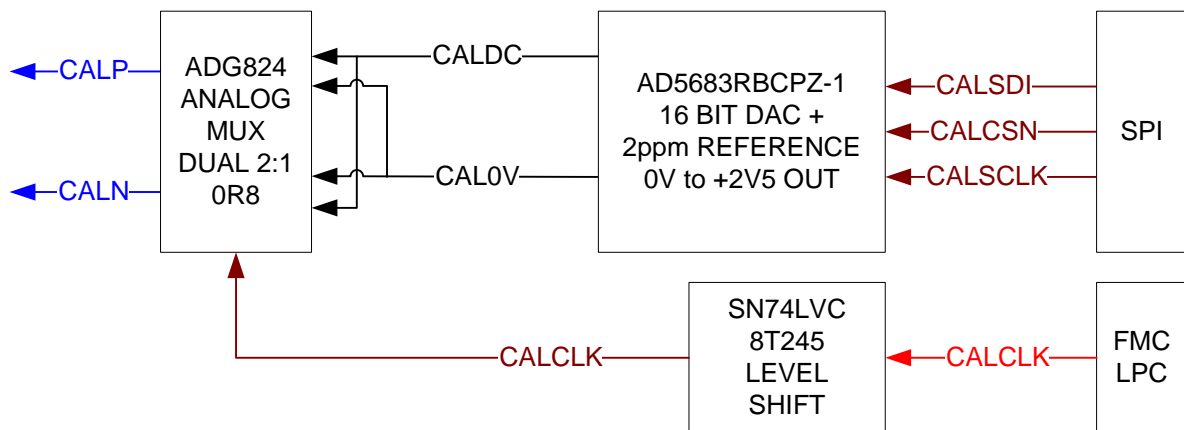 CALP
CALN
ADG824
ANALOG
MUX
DUAL 2:1
0R8
CALDC
CAL0V
AD5683RBCPZ-1
16 BIT DAC +
2ppm REFERENCE
0V to +2V5 OUT
CALSDI
CALCSN
CALSCLK
SPI
CALCLK
SN74LVC
8T245
LEVEL
SHIFT
CALCLK
FMC
LPC